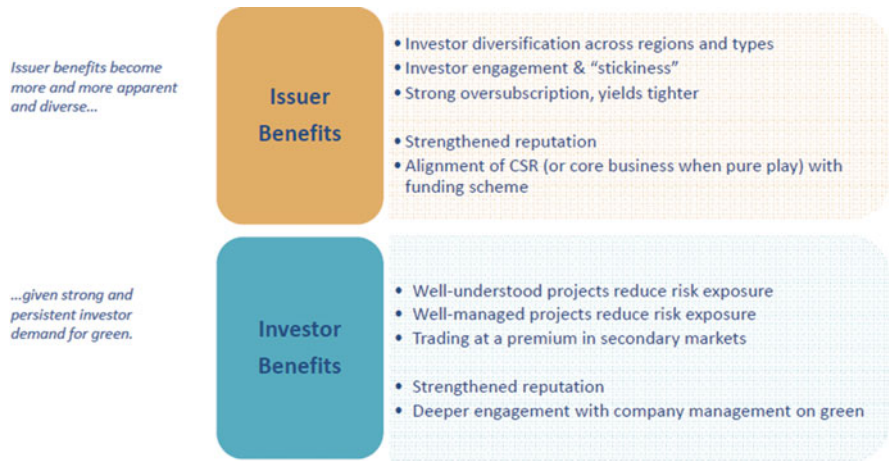 Issuer benefits become
more and more apparent
and diverse...
Issuer
Benefits
• Investor diversification across regions and types
• Investor engagement & “stickiness”
• Strong oversubscription, yields tighter
• Strengthened reputation
• Alignment of CSR (or core business when pure play) with
funding scheme
...given strong and
persistent investor
demand for green.
Investor
Benefits
• Well-understood projects reduce risk exposure
• Well-managed projects reduce risk exposure
• Trading at a premium in secondary markets
• Strengthened reputation
• Deeper engagement with company management on green